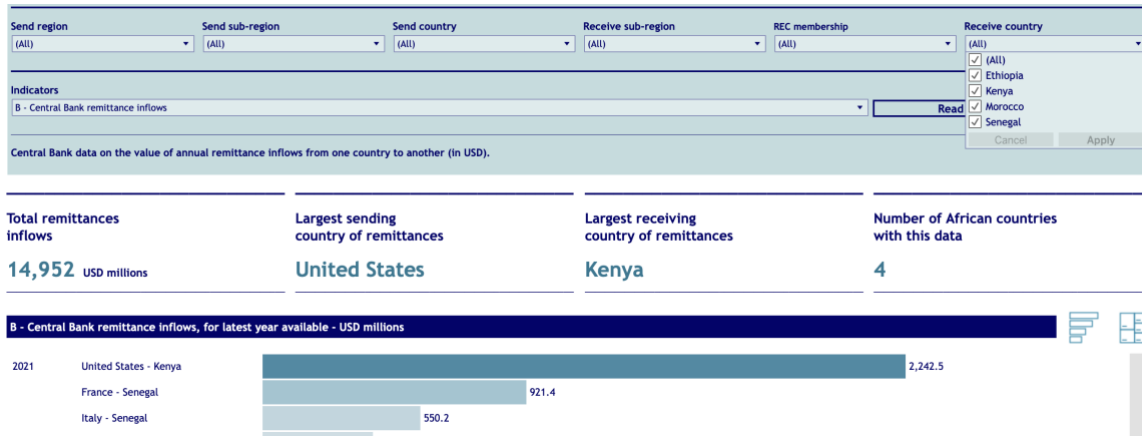 Send region
Send sub-region
Send country
Receive sub-region
REC membership
Receive country
(All)
(All)
(All)
(All)
(All)
(All)
(All)
Ethiopia
Kenya
Morocco
Senegal
Cancel
Apply
Indicators
B - Central Bank remittance inflows
Read
Central Bank data on the value of annual remittance inflows from one country to another (in USD).
Total remittances
inflows
14,952 USD millions
Largest sending
country of remittances
United States
Largest receiving
country of remittances
Kenya
Number of African countries
with this data
4
B - Central Bank remittance inflows, for latest year available - USD millions
2021
United States - Kenya
2,242.5
France - Senegal
921.4
Italy - Senegal
550.2